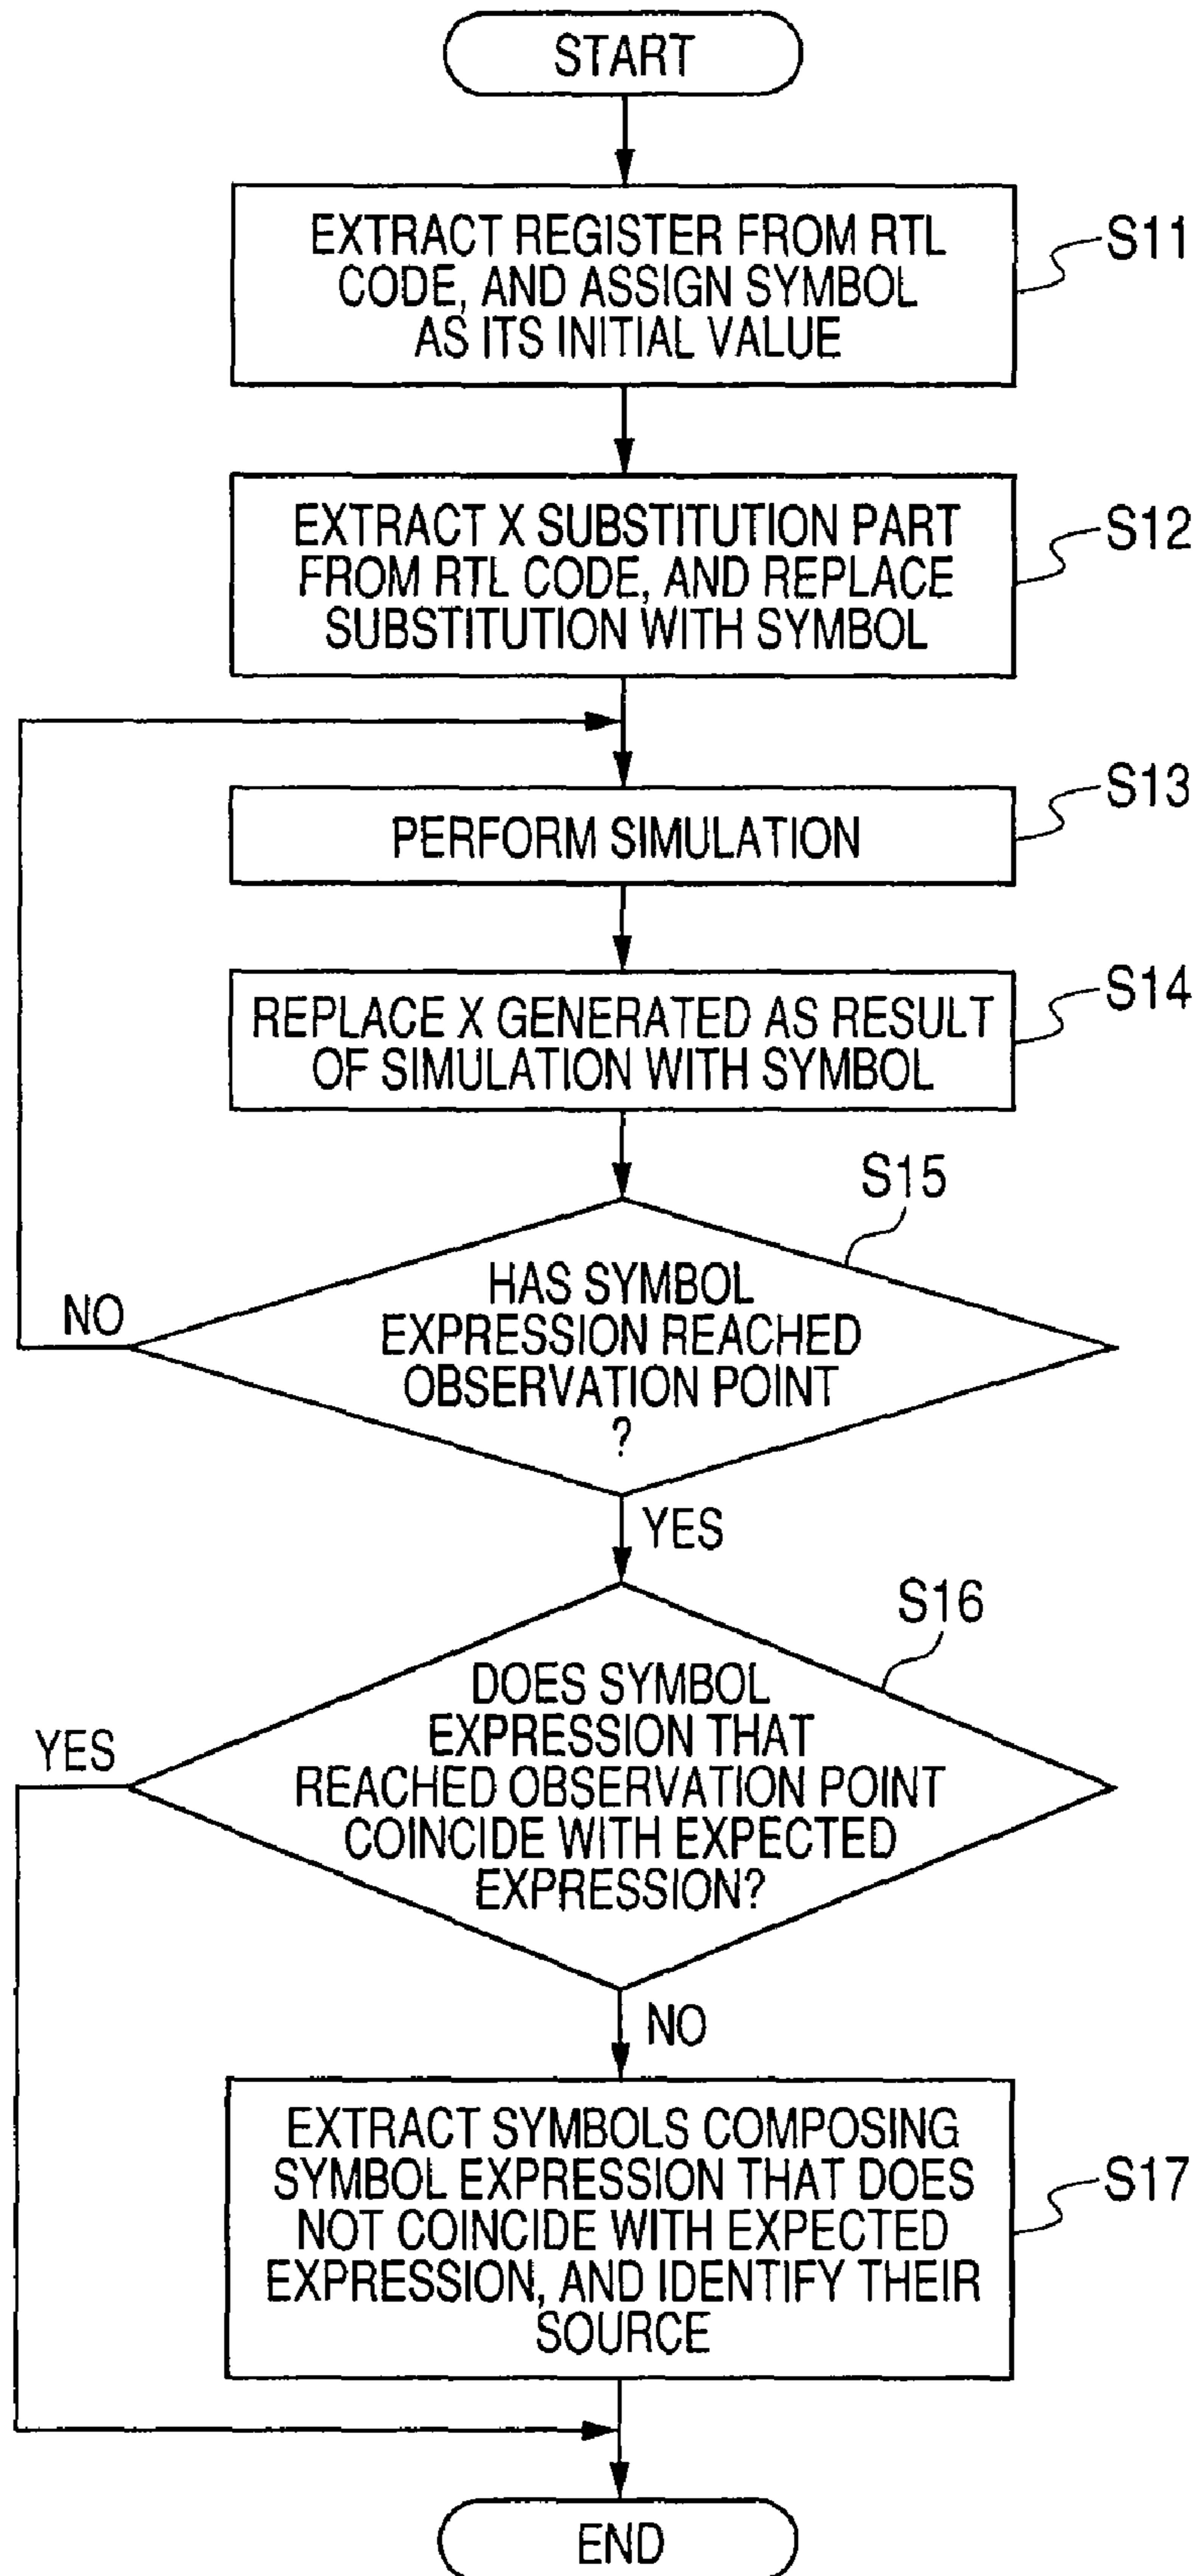 START
EXTRACT REGISTER FROM RTL
CODE, AND ASSIGN SYMBOL
AS ITS INITIAL VALUE
S11
EXTRACT X SUBSTITUTION PART
FROM RTL CODE, AND REPLACE
SUBSTITUTION WITH SYMBOL
S12
PERFORM SIMULATION
S13
REPLACE X GENERATED AS RESULT
OF SIMULATION WITH SYMBOL
S14
S15
HAS SYMBOL
EXPRESSION REACHED
OBSERVATION POINT
?
NO
YES
S16
DOES SYMBOL
EXPRESSION THAT
REACHED OBSERVATION POINT
COINCIDE WITH EXPECTED
EXPRESSION?
YES
NO
EXTRACT SYMBOLS COMPOSING
SYMBOL EXPRESSION THAT DOES
NOT COINCIDE WITH EXPECTED
EXPRESSION, AND IDENTIFY THEIR
SOURCE
S17
END